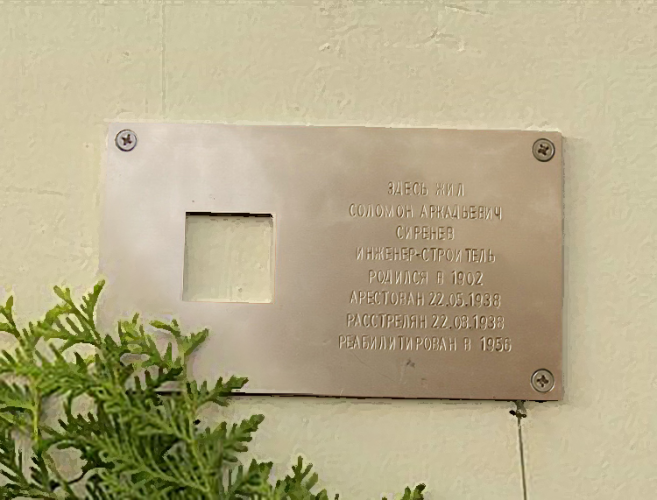 ЗДЕСЬ ЖИЛ
СОЛОМОН АРКАДЬЕВИЧ
СИРЕНЕВ
ИНЖЕНЕР-СТРОИТЕЛЬ
РОДИЛСЯ В 1902
АРЕСТОВАН 22.05.1938
РАССТРЕЛЯН 22.08.1938
РЕАБИЛИТИРОВАН В 1956